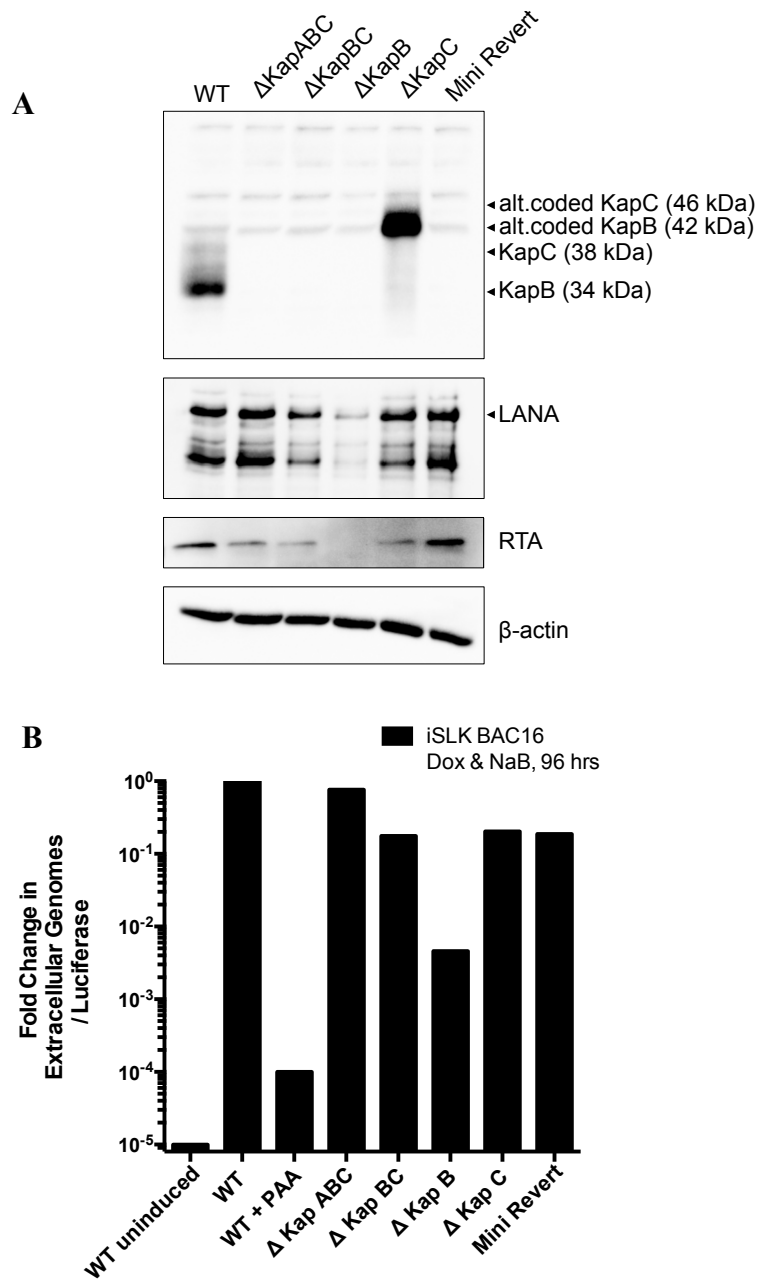 A
WT
ΔKapABC
ΔKapBC
ΔKapB
ΔKapC
Mini Revert
alt.coded KapC (46 kDa)
alt.coded KapB (42 kDa)
KapC (38 kDa)
KapB (34 kDa)
LANA
RTA
β-actin
B
iSLK BAC16
Dox & NaB, 96 hrs
Fold Change in
Extracellular Genomes
/ Luciferase
10⁰
10⁻¹
10⁻²
10⁻³
10⁻⁴
10⁻⁵
WT uninduced
WT
WT + PAA
Δ Kap ABC
Δ Kap BC
Δ Kap B
Δ Kap C
Mini Revert